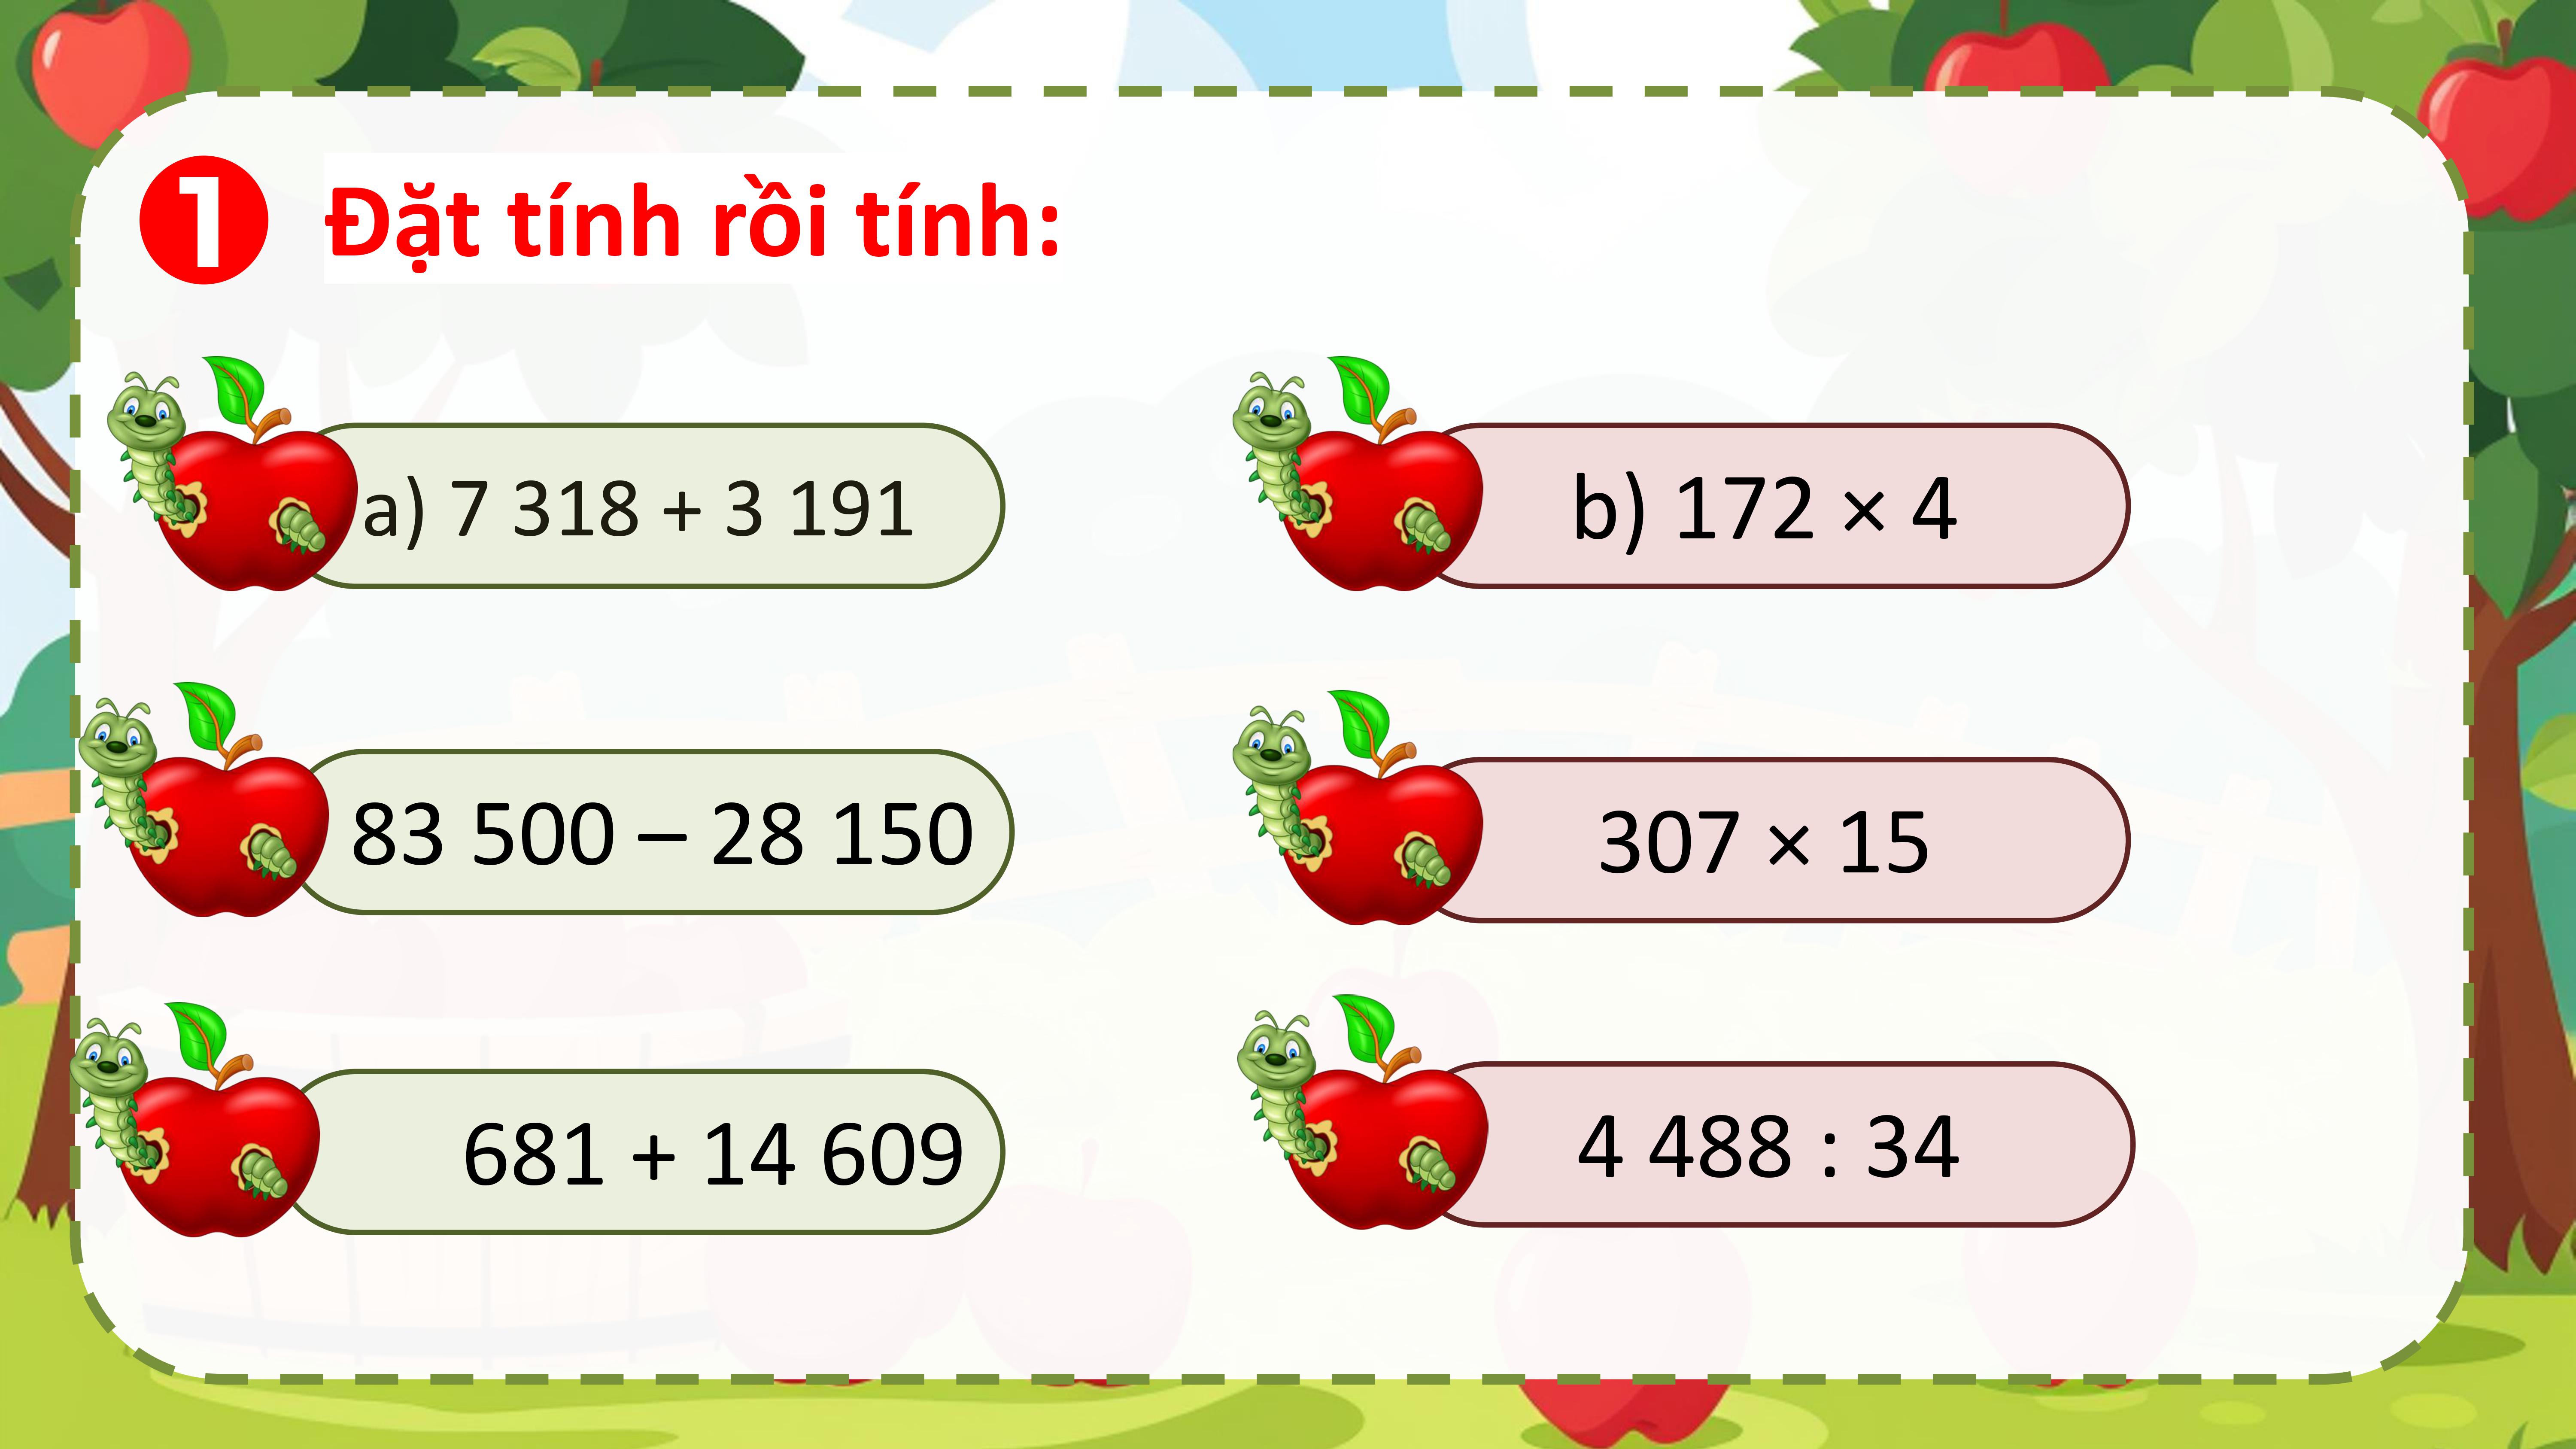 1 Đặt tính rồi tính:
a) 7 318 + 3 191
83 500 – 28 150
681 + 14 609
b) 172 × 4
307 × 15
4 488 : 34